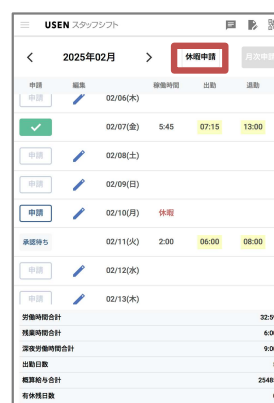 USEN スタッフシフト
2025年02月 休暇申請 月次申請
申請 編集 稼働時間 出勤 退勤
申請 02/06(木)
02/07(金) 5:45 07:15 13:00
申請 02/08(土)
申請 02/09(日)
申請 02/10(月) 休暇
承認待ち 02/11(火) 2:00 06:00 08:00
申請 02/12(水)
申請 02/13(木)
労働時間合計 32:59
残業時間合計 6:00
深夜労働時間合計 9:00
出勤日数
概算給与合計 2548
有休残日数